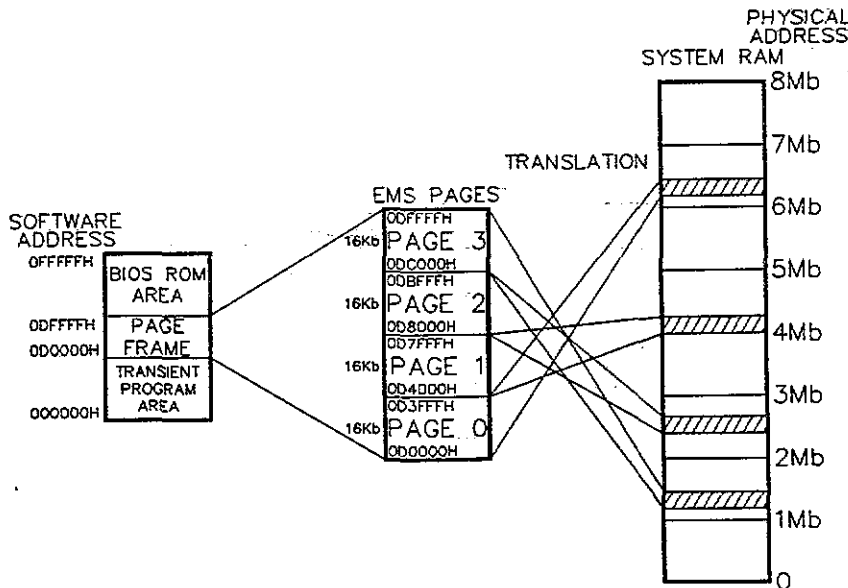 PHYSICAL
ADDRESS
SYSTEM RAM
8Mb
7Mb
TRANSLATION
6Mb
5Mb
4Mb
3Mb
2Mb
1Mb
0
EMS PAGES
0DFFFFH
16Kb PAGE 3
0DC000H
0DBFFFH
16Kb PAGE 2
0D8000H
0D7FFFH
16Kb PAGE 1
0D4000H
0D3FFFH
16Kb PAGE 0
0D0000H
SOFTWARE
ADDRESS
0FFFFFH
BIOS ROM
AREA
0DFFFFH
PAGE
0D0000H
FRAME
TRANSIENT
PROGRAM
AREA
000000H